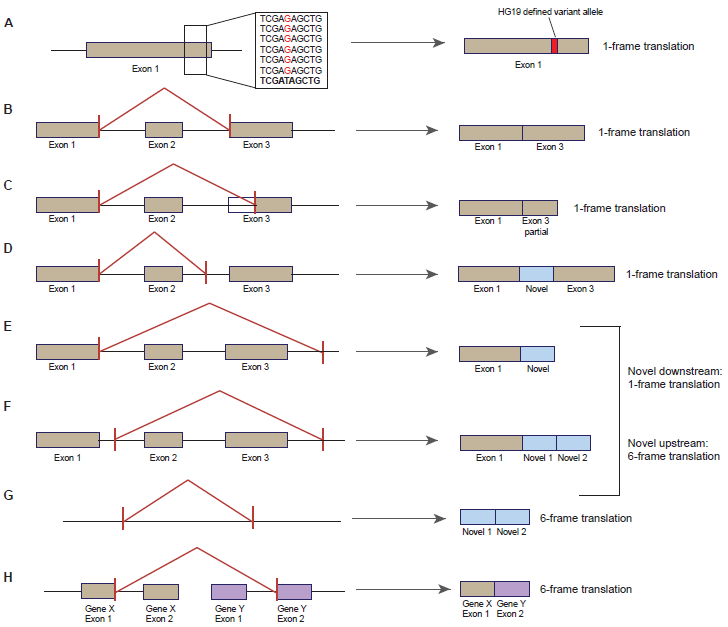 A
TCGAGAGCTG
TCGAGAGCTG
TCGAGAGCTG
TCGAGAGCTG
TCGAGAGCTG
TCGAGAGCTG
TCGATAGCTG
Exon 1
HG19 defined variant allele
Exon 1
1-frame translation
B
Exon 1 Exon 2 Exon 3
Exon 1 Exon 3
1-frame translation
C
Exon 1 Exon 2 Exon 3
Exon 1 Exon 3
partial
1-frame translation
D
Exon 1 Exon 2 Exon 3
Exon 1 Novel Exon 3
1-frame translation
E
Exon 1 Exon 2 Exon 3
Exon 1 Novel
Novel downstream:
1-frame translation
F
Exon 1 Exon 2 Exon 3
Exon 1 Novel 1 Novel 2
Novel upstream:
6-frame translation
G
Novel 1 Novel 2
6-frame translation
H
Gene X Gene X Gene Y Gene Y
Exon 1 Exon 2 Exon 1 Exon 2
Gene X Gene Y
Exon 1 Exon 2
6-frame translation